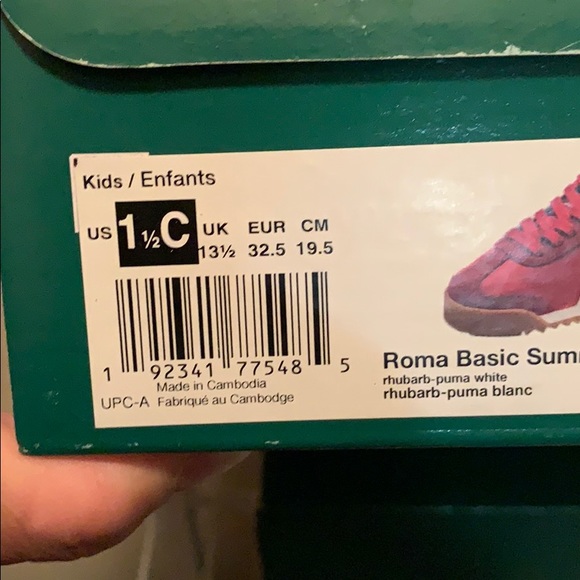 Kids / Enfants
US 1½C UK EUR CM
13½ 32.5 19.5
1 92341 77548 5
Made in Cambodia
UPC-A Fabriqué au Cambodge
Roma Basic Sum
rhubarb-puma white
rhubarb-puma blanc